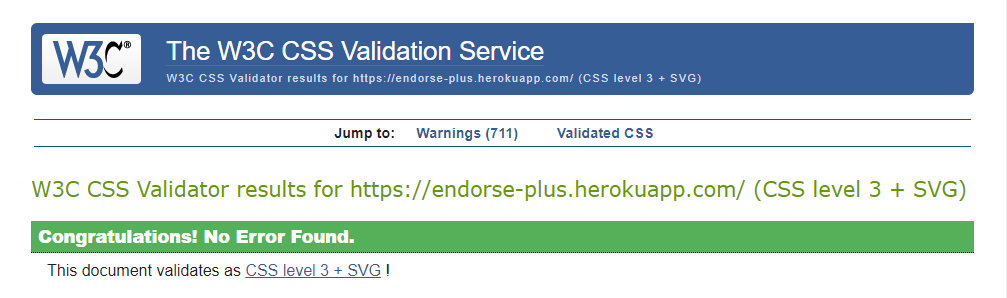 W3C®
The W3C CSS Validation Service
W3C CSS Validator results for https://endorse-plus.herokuapp.com/ (CSS level 3 + SVG)
Jump to: Warnings (711) Validated CSS
W3C CSS Validator results for https://endorse-plus.herokuapp.com/ (CSS level 3 + SVG)
Congratulations! No Error Found.
This document validates as CSS level 3 + SVG !